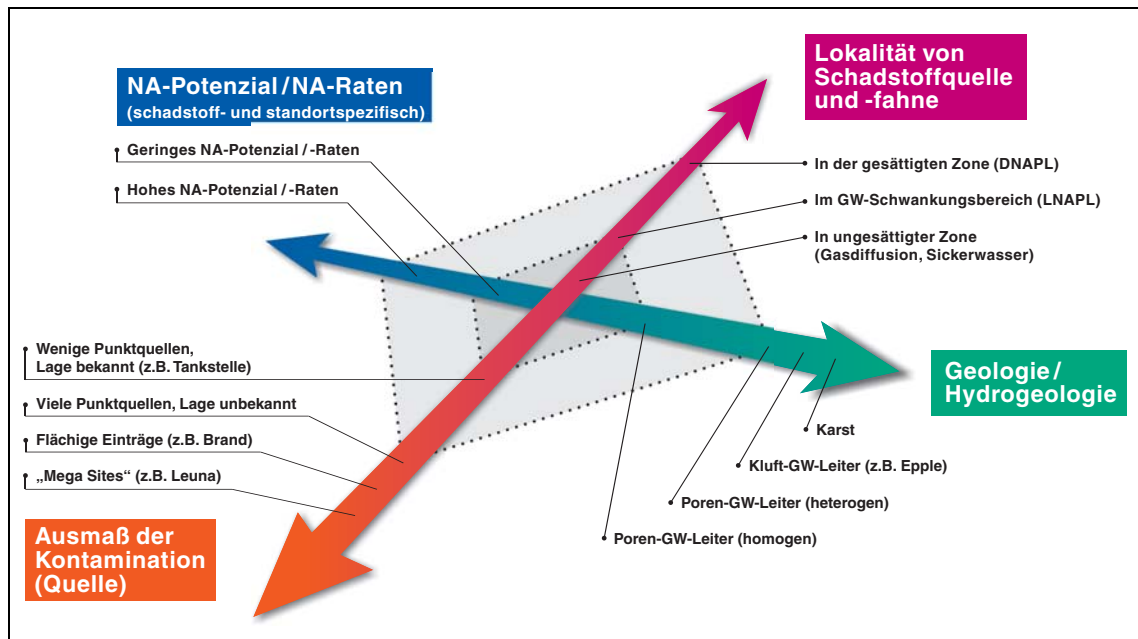 NA-Potenzial/NA-Raten
(schadstoff- und standortspezifisch)
Geringes NA-Potenzial / -Raten
Hohes NA-Potenzial / -Raten
Lokalität von
Schadstoffquelle
und -fahne
In der gesättigten Zone (DNAPL)
Im GW-Schwankungsbereich (LNAPL)
In ungesättigter Zone
(Gasdiffusion, Sickerwasser)
Wenige Punktquellen,
Lage bekannt (z.B. Tankstelle)
Viele Punktquellen, Lage unbekannt
Flächige Einträge (z.B. Brand)
„Mega Sites“ (z.B. Leuna)
Ausmaß der
Kontamination
(Quelle)
Geologie/
Hydrogeologie
Karst
Kluft-GW-Leiter (z.B. Epple)
Poren-GW-Leiter (heterogen)
Poren-GW-Leiter (homogen)